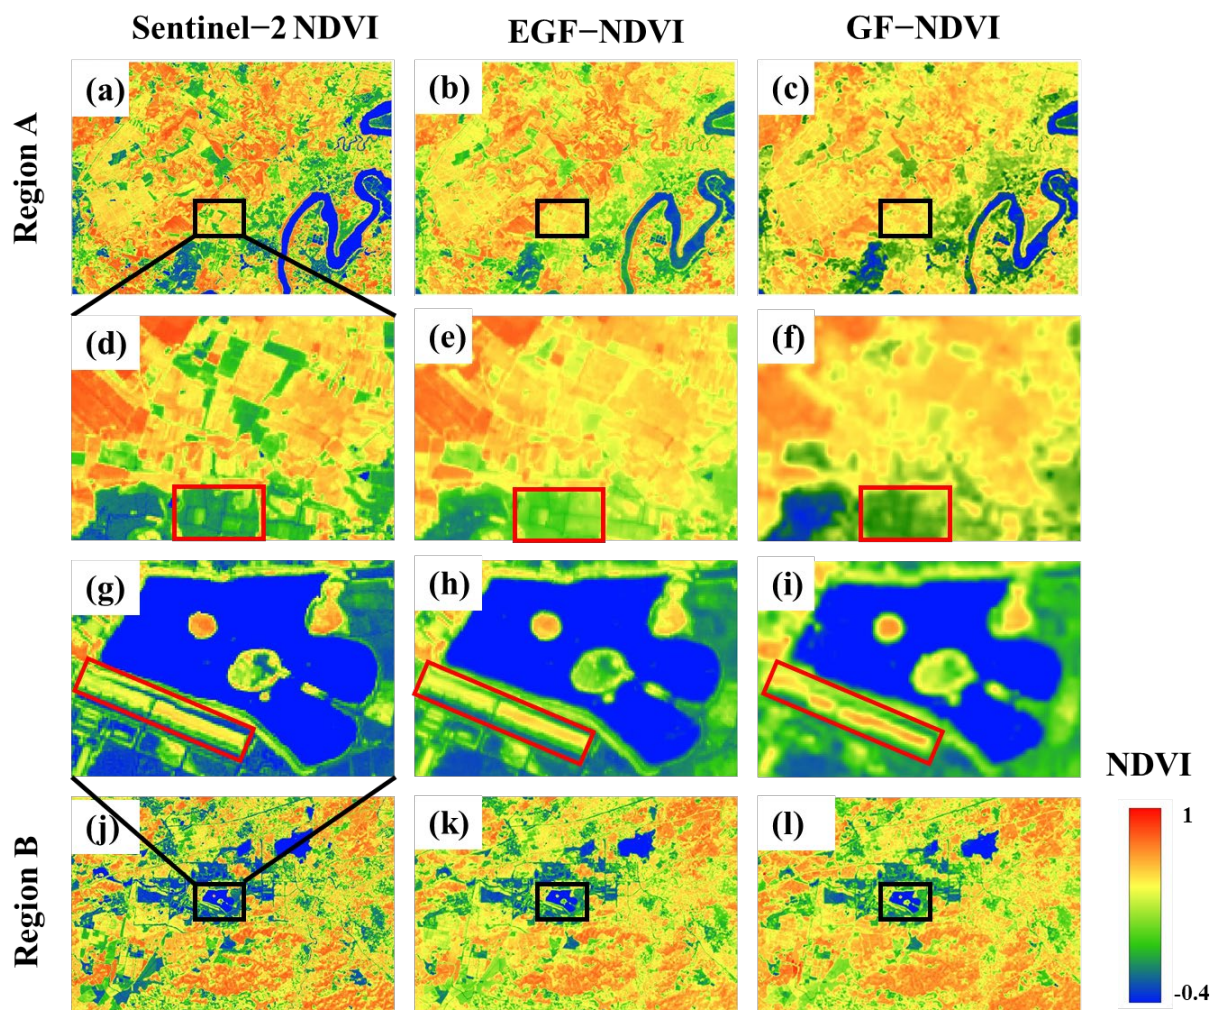 Sentinel−2 NDVI EGF−NDVI GF−NDVI
Region A
(a) (b) (c)
(d) (e) (f)
(g) (h) (i)
NDVI
1
-0.4
Region B
(j) (k) (l)